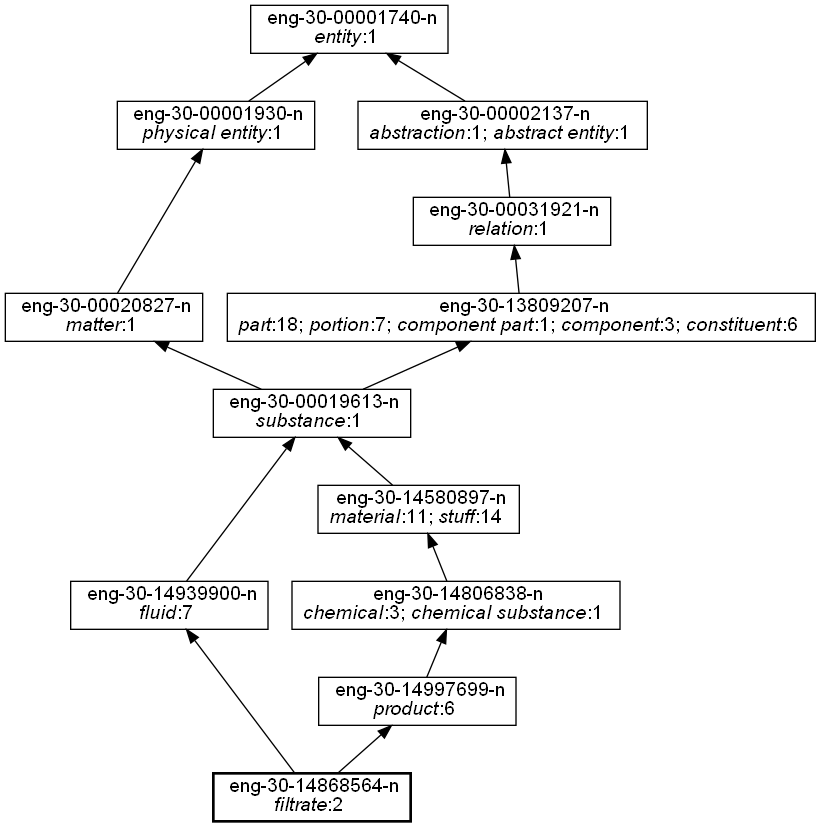 eng-30-00001740-n
entity:1
eng-30-00001930-n
physical entity:1
eng-30-00002137-n
abstraction:1; abstract entity:1
eng-30-00031921-n
relation:1
eng-30-00020827-n
matter:1
eng-30-13809207-n
part:18; portion:7; component part:1; component:3; constituent:6
eng-30-00019613-n
substance:1
eng-30-14580897-n
material:11; stuff:14
eng-30-14939900-n
fluid:7
eng-30-14806838-n
chemical:3; chemical substance:1
eng-30-14997699-n
product:6
eng-30-14868564-n
filtrate:2